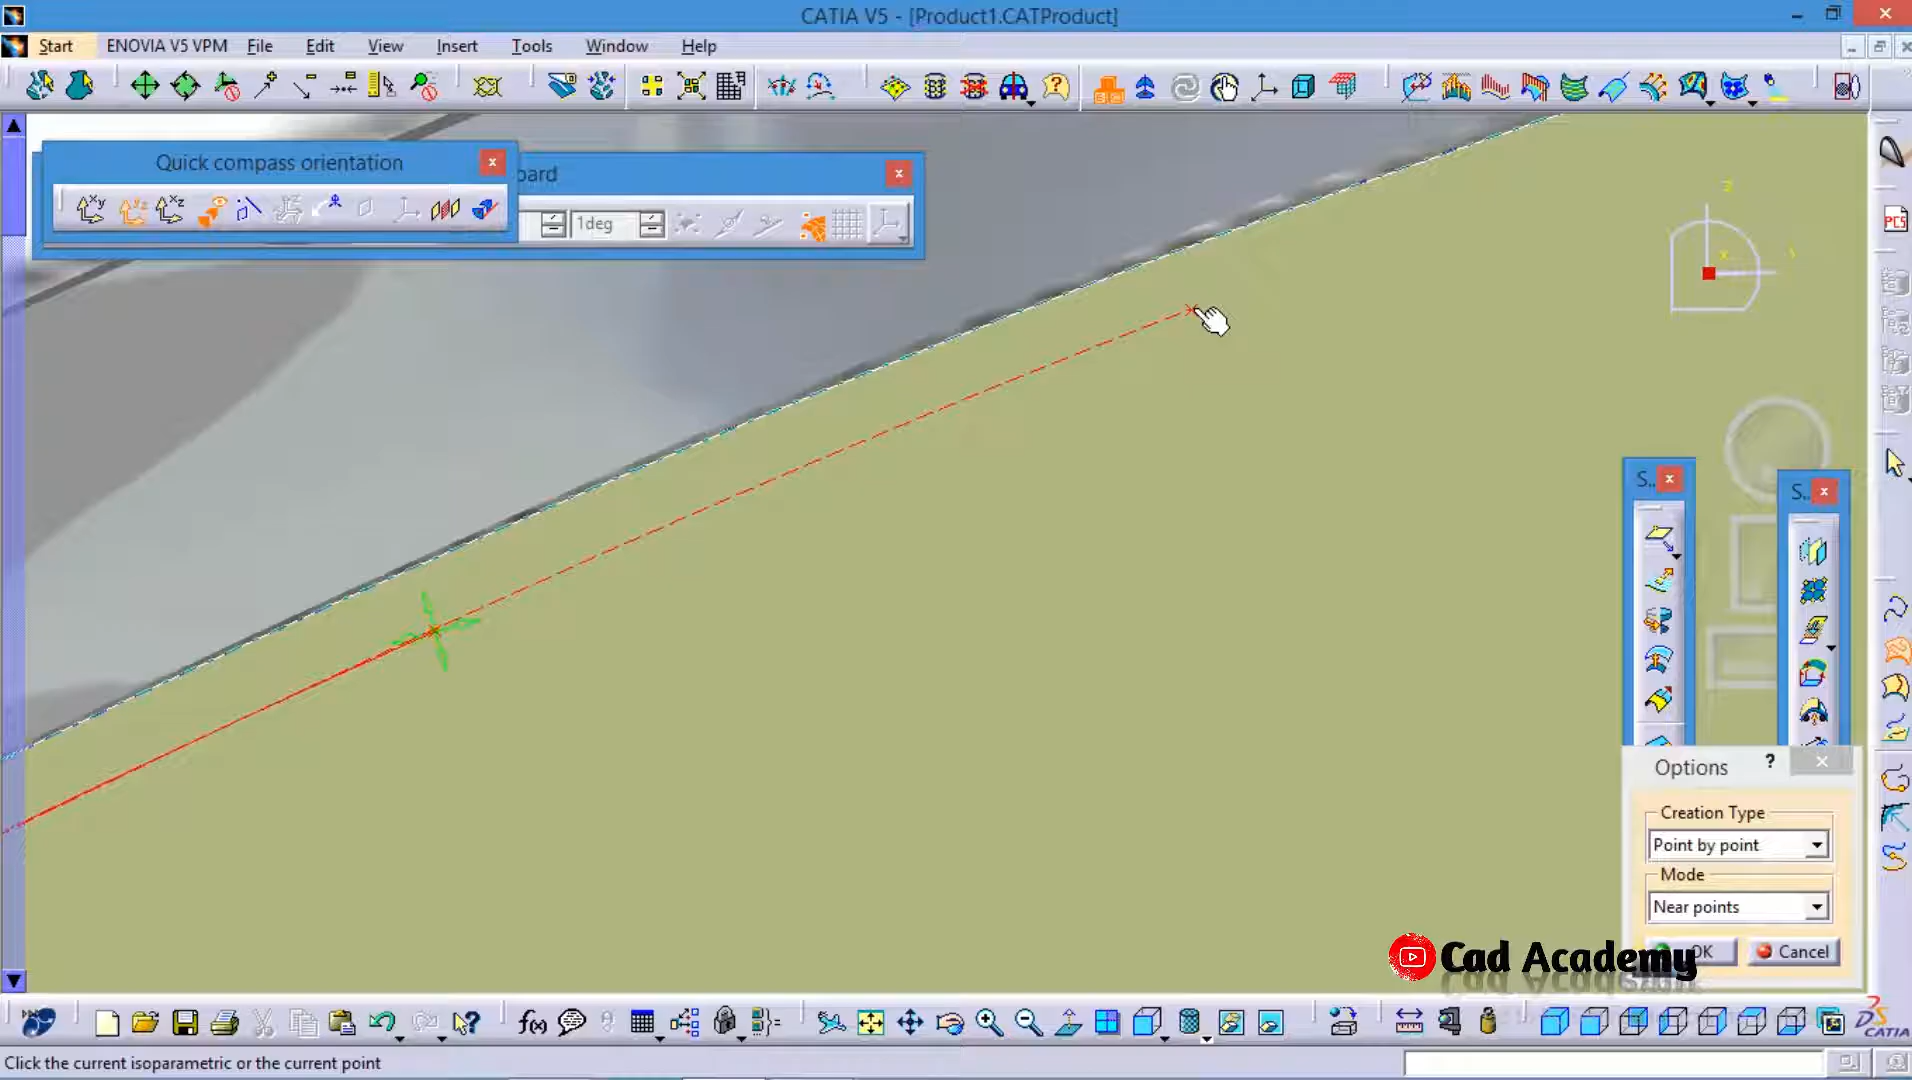 CATIA V5 - [Product1.CATProduct]
Start ENOVIA V5 VPM File Edit View Insert Tools Window Help
Quick compass orientation
oard
1deg
PCS
S..
S..
Options ?
Creation Type
Point by point
Mode
Near points
OK Cancel
Cad Academy
f(x)
CATIA
Click the current isoparametric or the current point